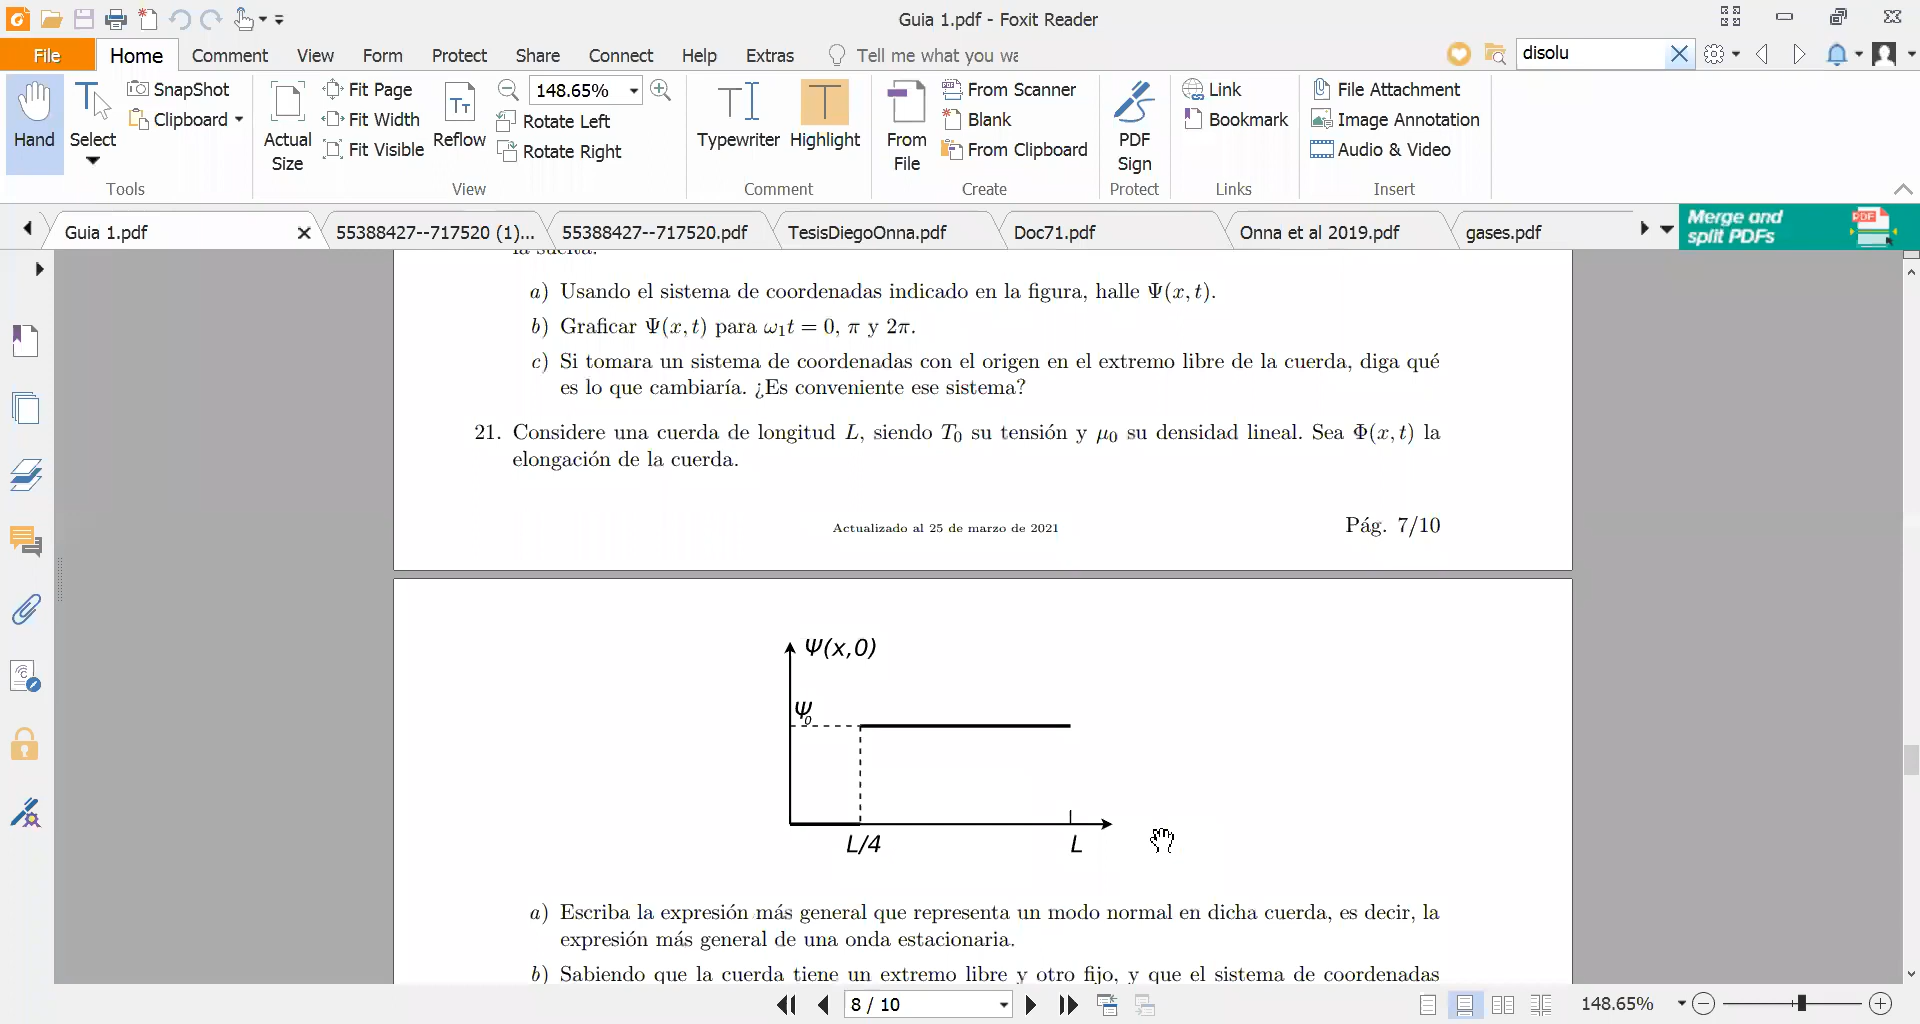 Guia 1.pdf - Foxit Reader
File
Home
Comment
View
Form
Protect
Share
Connect
Help
Extras
Tell me what you wa
disolu
Hand
Select
SnapShot
Clipboard
Tools
Actual Size
Fit Page
Fit Width
Fit Visible
Reflow
148.65%
Rotate Left
Rotate Right
View
Typewriter
Highlight
Comment
From File
From Scanner
Blank
From Clipboard
Create
PDF Sign
Protect
Link
Bookmark
Links
File Attachment
Image Annotation
Audio & Video
Insert
Guia 1.pdf
55388427--717520 (1)...
55388427--717520.pdf
TesisDiegoOnna.pdf
Doc71.pdf
Onna et al 2019.pdf
gases.pdf
Merge and
split PDFs
PDF
la suelta.
a) Usando el sistema de coordenadas indicado en la figura, halle Ψ(x, t).
b) Graficar Ψ(x, t) para ω₁t = 0, π y 2π.
c) Si tomara un sistema de coordenadas con el origen en el extremo libre de la cuerda, diga qué
es lo que cambiaría. ¿Es conveniente ese sistema?
21. Considere una cuerda de longitud L, siendo T₀ su tensión y μ₀ su densidad lineal. Sea Φ(x, t) la
elongación de la cuerda.
Actualizado al 25 de marzo de 2021
Pág. 7/10
Ψ(x,0)
Ψ₀
L/4
L
a) Escriba la expresión más general que representa un modo normal en dicha cuerda, es decir, la
expresión más general de una onda estacionaria.
b) Sabiendo que la cuerda tiene un extremo libre y otro fijo, y que el sistema de coordenadas
8 / 10
148.65%